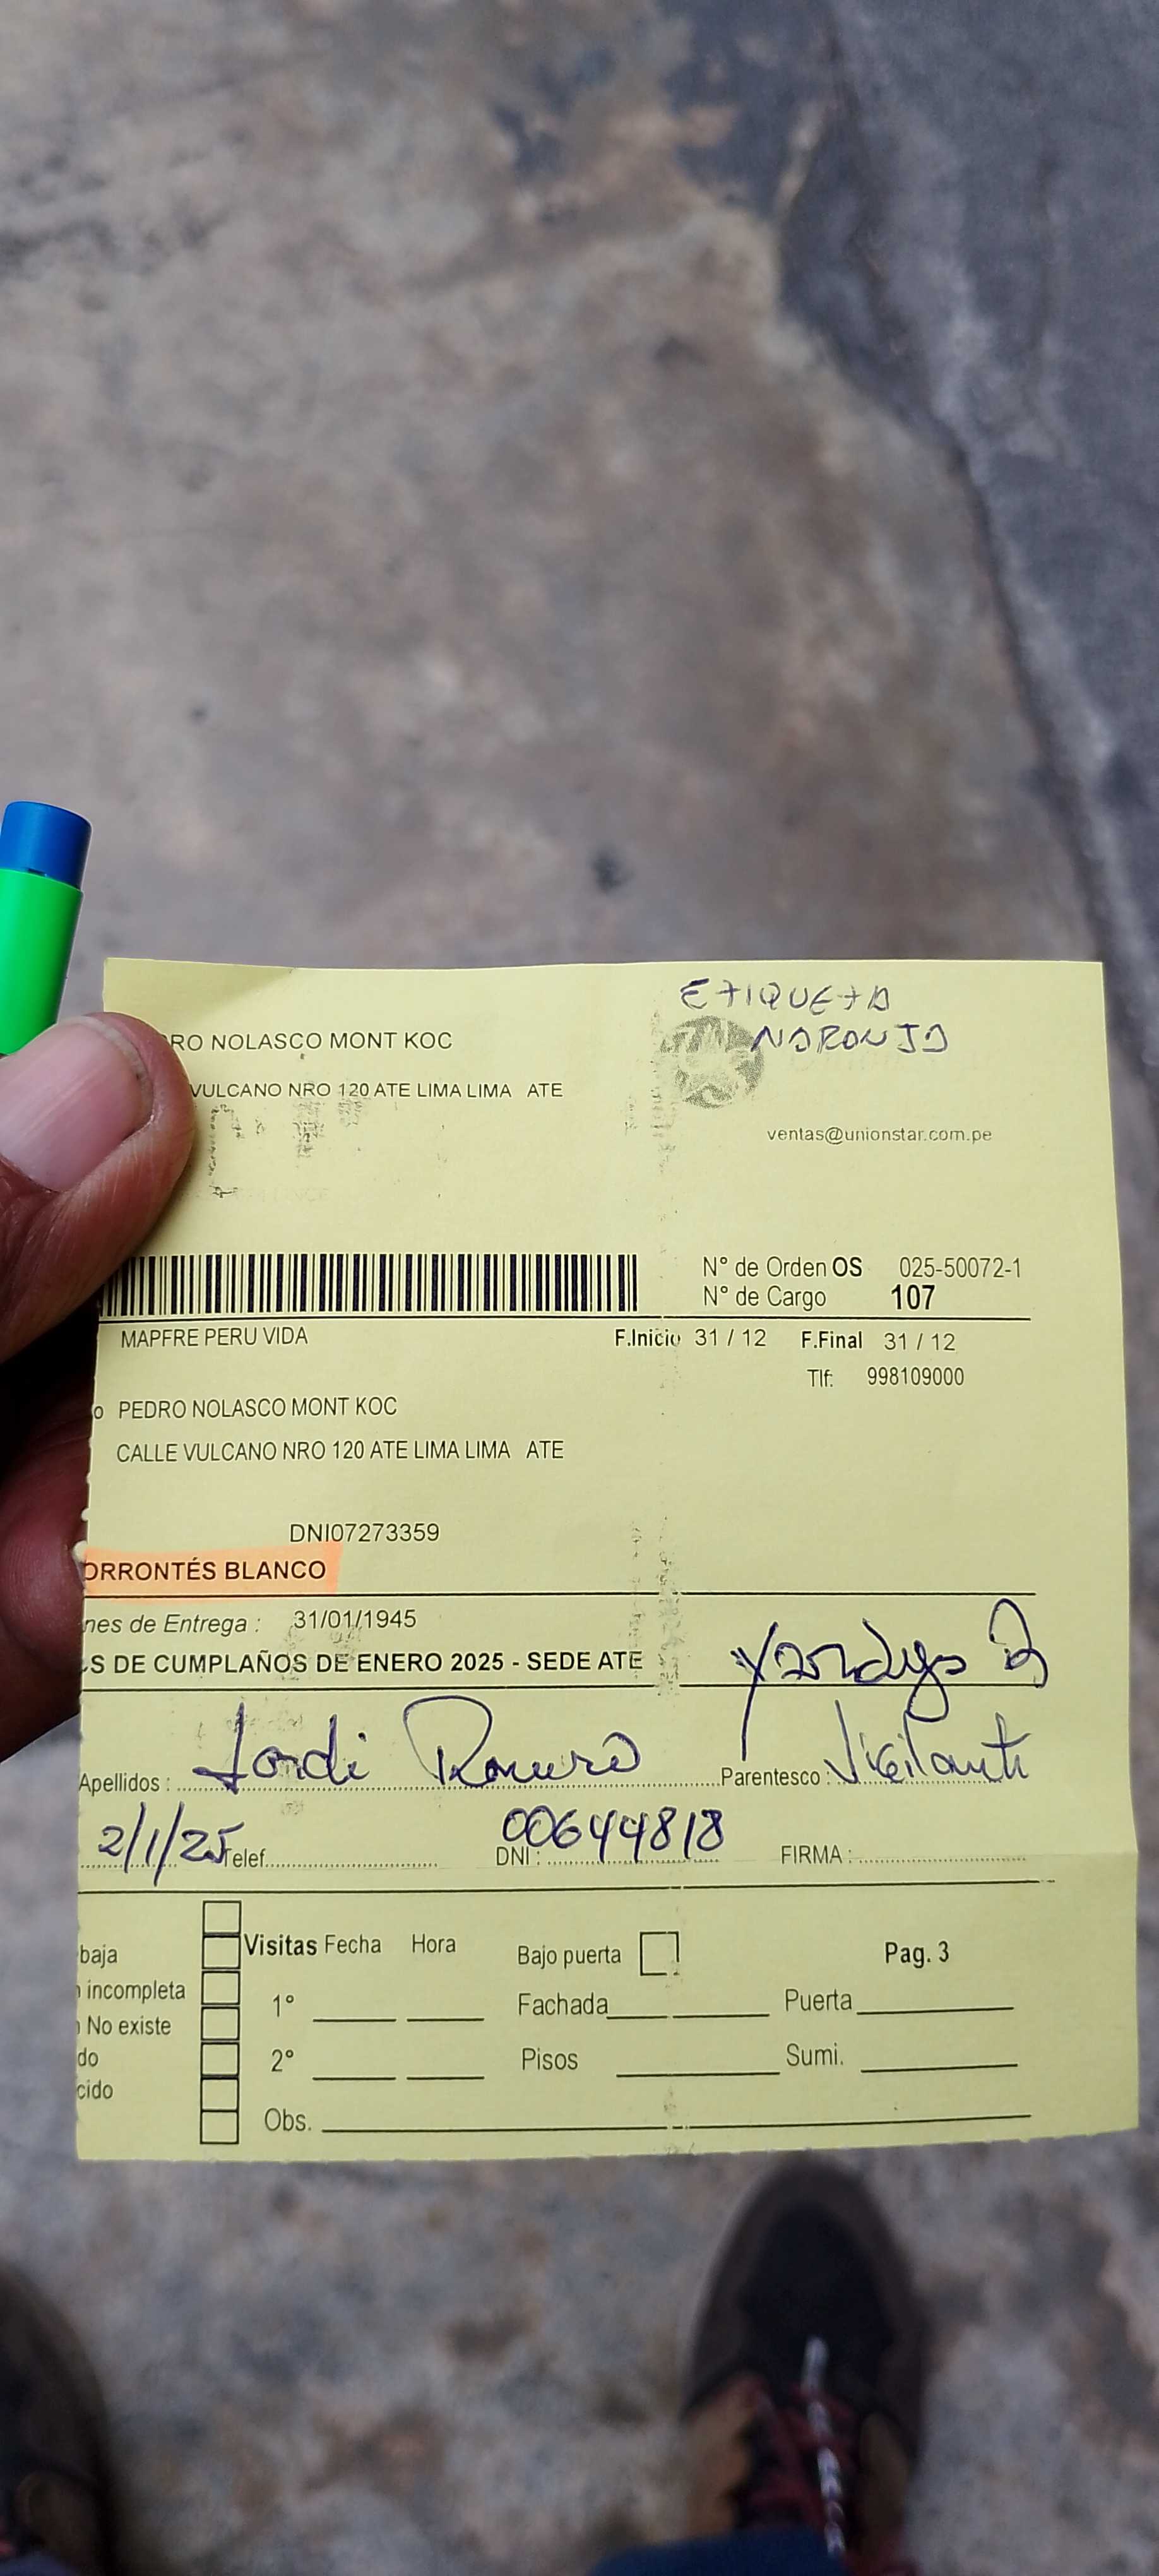 ETIQUETA
NARANJA
DRO NOLASCO MONT KOC
VULCANO NRO 120 ATE LIMA LIMA ATE
ventas@unionstar.com.pe
N° de Orden OS 025-50072-1
N° de Cargo 107
MAPFRE PERU VIDA F.Inicio 31 / 12 F.Final 31 / 12
Tlf: 998109000
o PEDRO NOLASCO MONT KOC
CALLE VULCANO NRO 120 ATE LIMA LIMA ATE
DNI07273359
ORRONTÉS BLANCO
nes de Entrega : 31/01/1945
S DE CUMPLAÑOS DE ENERO 2025 - SEDE ATE
Apellidos : Jordi Romero Parentesco : Vigilante
2/1/25 Telef. DNI : 00644818 FIRMA :
baja Visitas Fecha Hora Bajo puerta Pag. 3
incompleta 1° Fachada Puerta
No existe
do 2° Pisos Sumi.
cido
Obs.